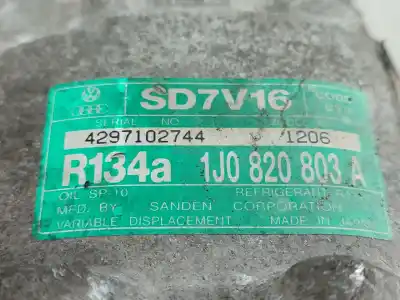 SD7V16
SERIAL NO
4297102744 1206
R134a 1J0 820 803 A
OIL SP-10 REFRIGERANT
MFD. BY SANDEN CORPORATION
VARIABLE DISPLACEMENT MADE IN